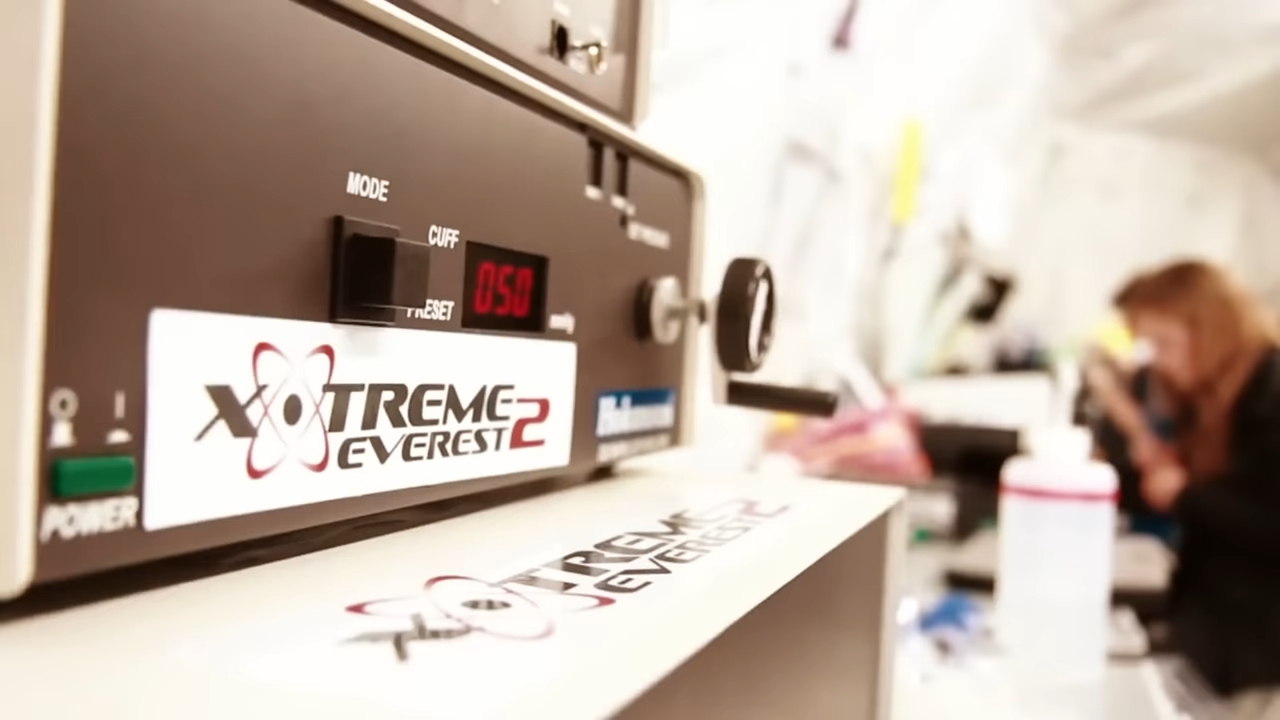 MODE
CUFF
050
PRESET
XTREME
EVEREST 2
POWER
XTREME
EVEREST 2